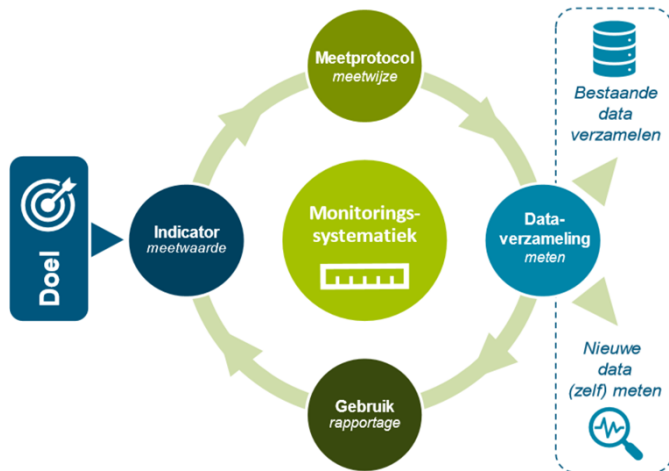 Doel
Indicator
meetwaarde
Meetprotocol
meetwijze
Monitorings-
systematiek
Data-
verzameling
meten
Gebruik
rapportage
Bestaande
data
verzamelen
Nieuwe
data
(zelf) meten